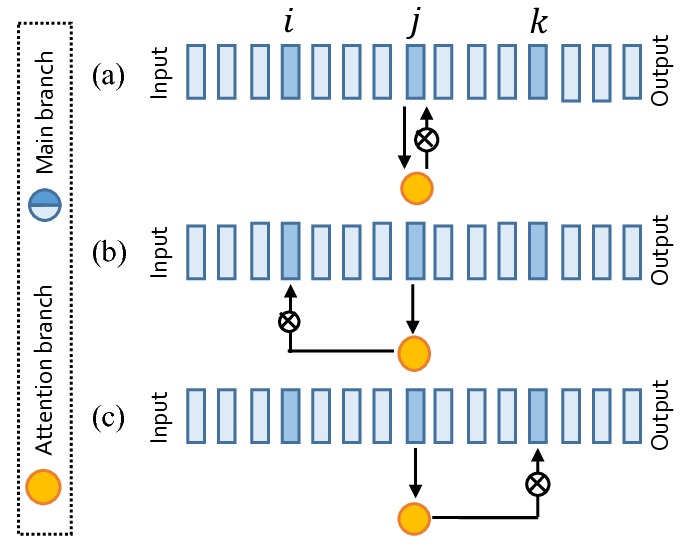 Main branch
Attention branch
i j k
(a) Input Output
(b) Input Output
(c) Input Output